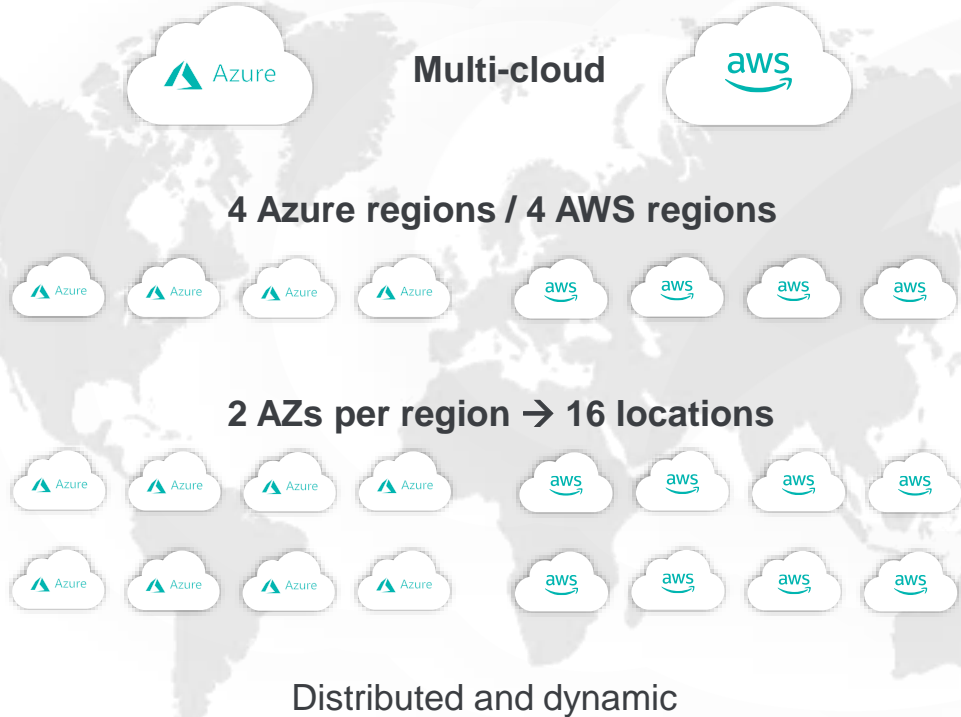 Azure Multi-cloud aws
4 Azure regions / 4 AWS regions
Azure Azure Azure Azure aws aws aws aws
2 AZs per region → 16 locations
Azure Azure Azure Azure aws aws aws aws
Azure Azure Azure Azure aws aws aws aws
Distributed and dynamic